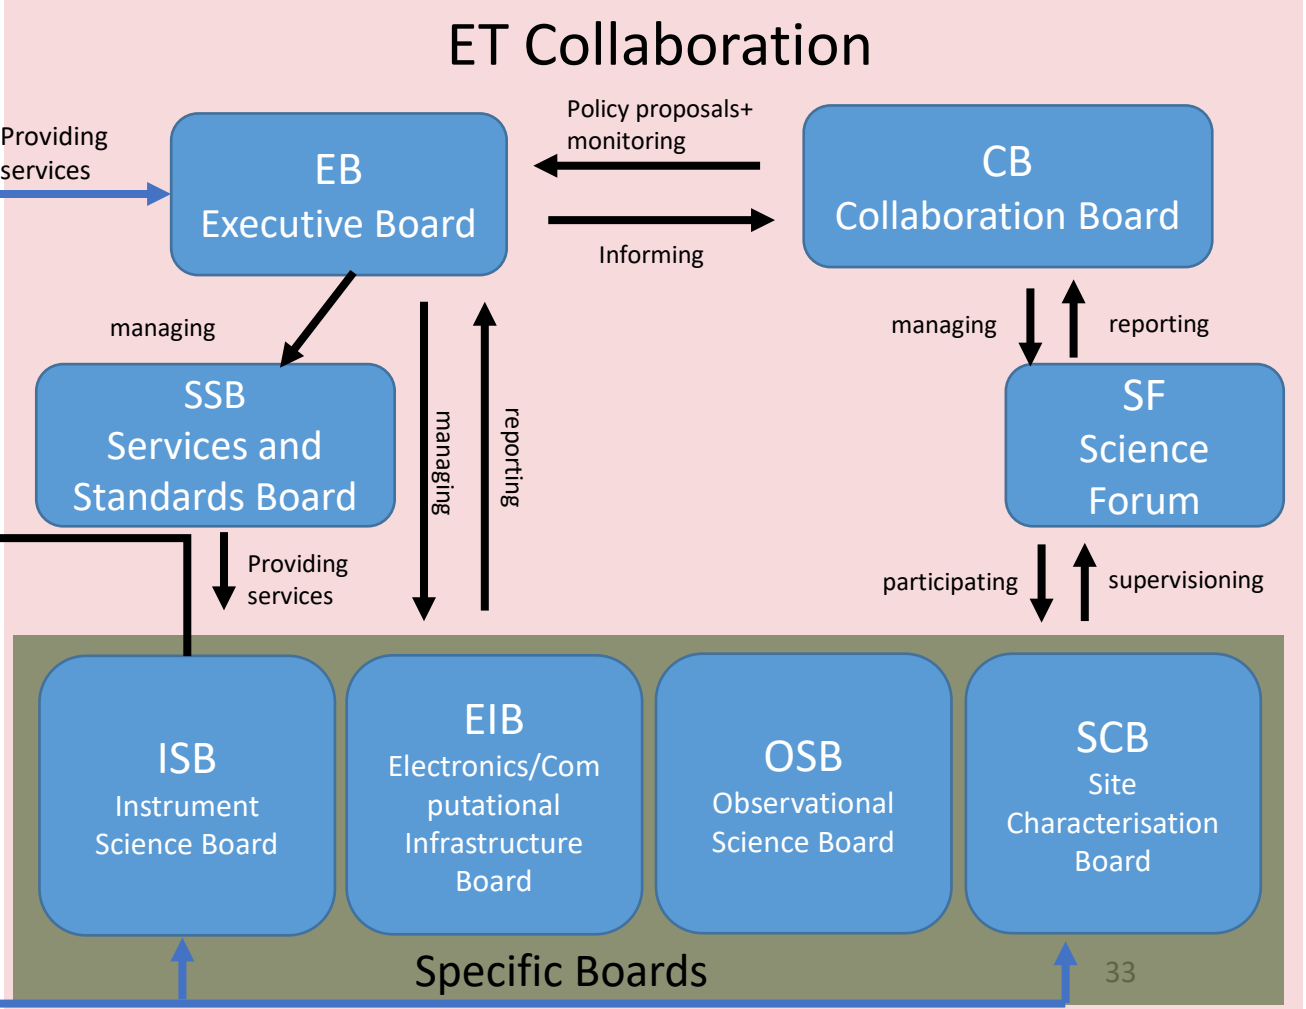 ET Collaboration
Providing
services
EB
Executive Board
Policy proposals+
monitoring
Informing
CB
Collaboration Board
managing
managing
reporting
managing
reporting
SSB
Services and
Standards Board
SF
Science
Forum
Providing
services
participating
supervisioning
ISB
Instrument
Science Board
EIB
Electronics/Com
putational
Infrastructure
Board
OSB
Observational
Science Board
SCB
Site
Characterisation
Board
Specific Boards
33